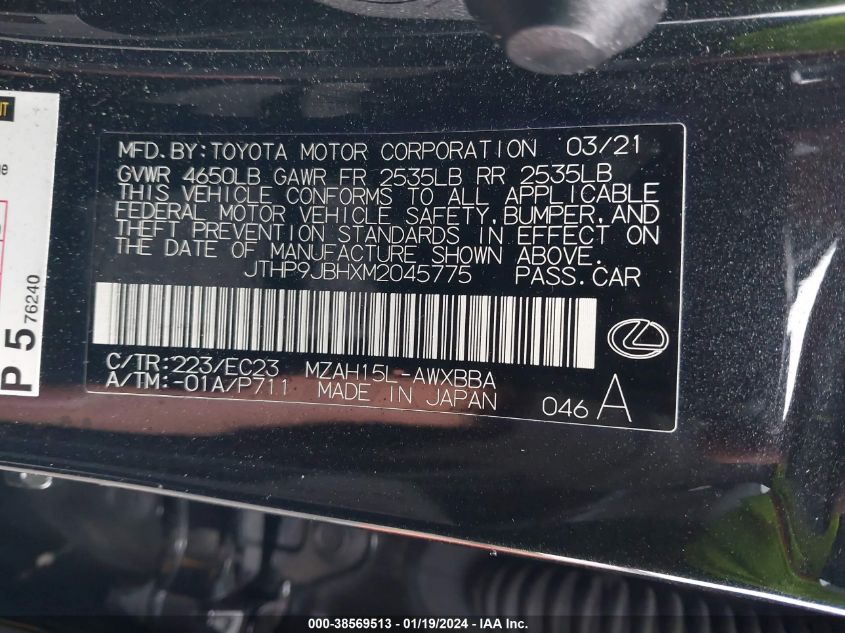 MFD.BY:TOYOTA MOTOR CORPORATION 03/21
GVWR 4650LB GAWR FR 2535LB RR 2535LB
THIS VEHICLE CONFORMS TO ALL APPLICABLE
FEDERAL MOTOR VEHICLE SAFETY, BUMPER, AND
THEFT PREVENTION STANDARDS IN EFFECT ON
THE DATE OF MANUFACTURE SHOWN ABOVE.
JTHP9JBHXM2045775 PASS.CAR
C/TR:223/EC23 MZAH15L-AWXBBA
A/TM:-01A/P711 MADE IN JAPAN
046 A
P 5 76240
000-38569513 - 01/19/2024 - IAA Inc.